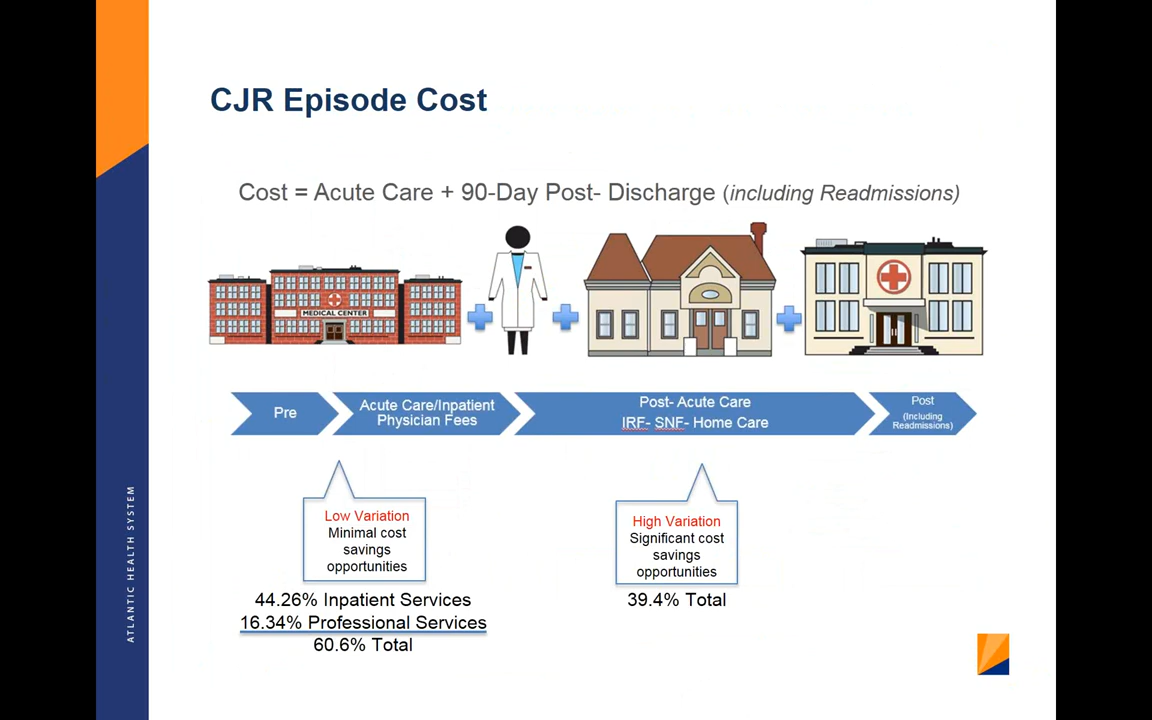 CJR Episode Cost
Cost = Acute Care + 90-Day Post- Discharge (including Readmissions)
MEDICAL CENTER
Pre
Acute Care/Inpatient
Physician Fees
Post- Acute Care
IRF- SNF- Home Care
Post
(Including
Readmissions)
Low Variation
Minimal cost
savings
opportunities
High Variation
Significant cost
savings
opportunities
44.26% Inpatient Services
16.34% Professional Services
60.6% Total
39.4% Total
ATLANTIC HEALTH SYSTEM